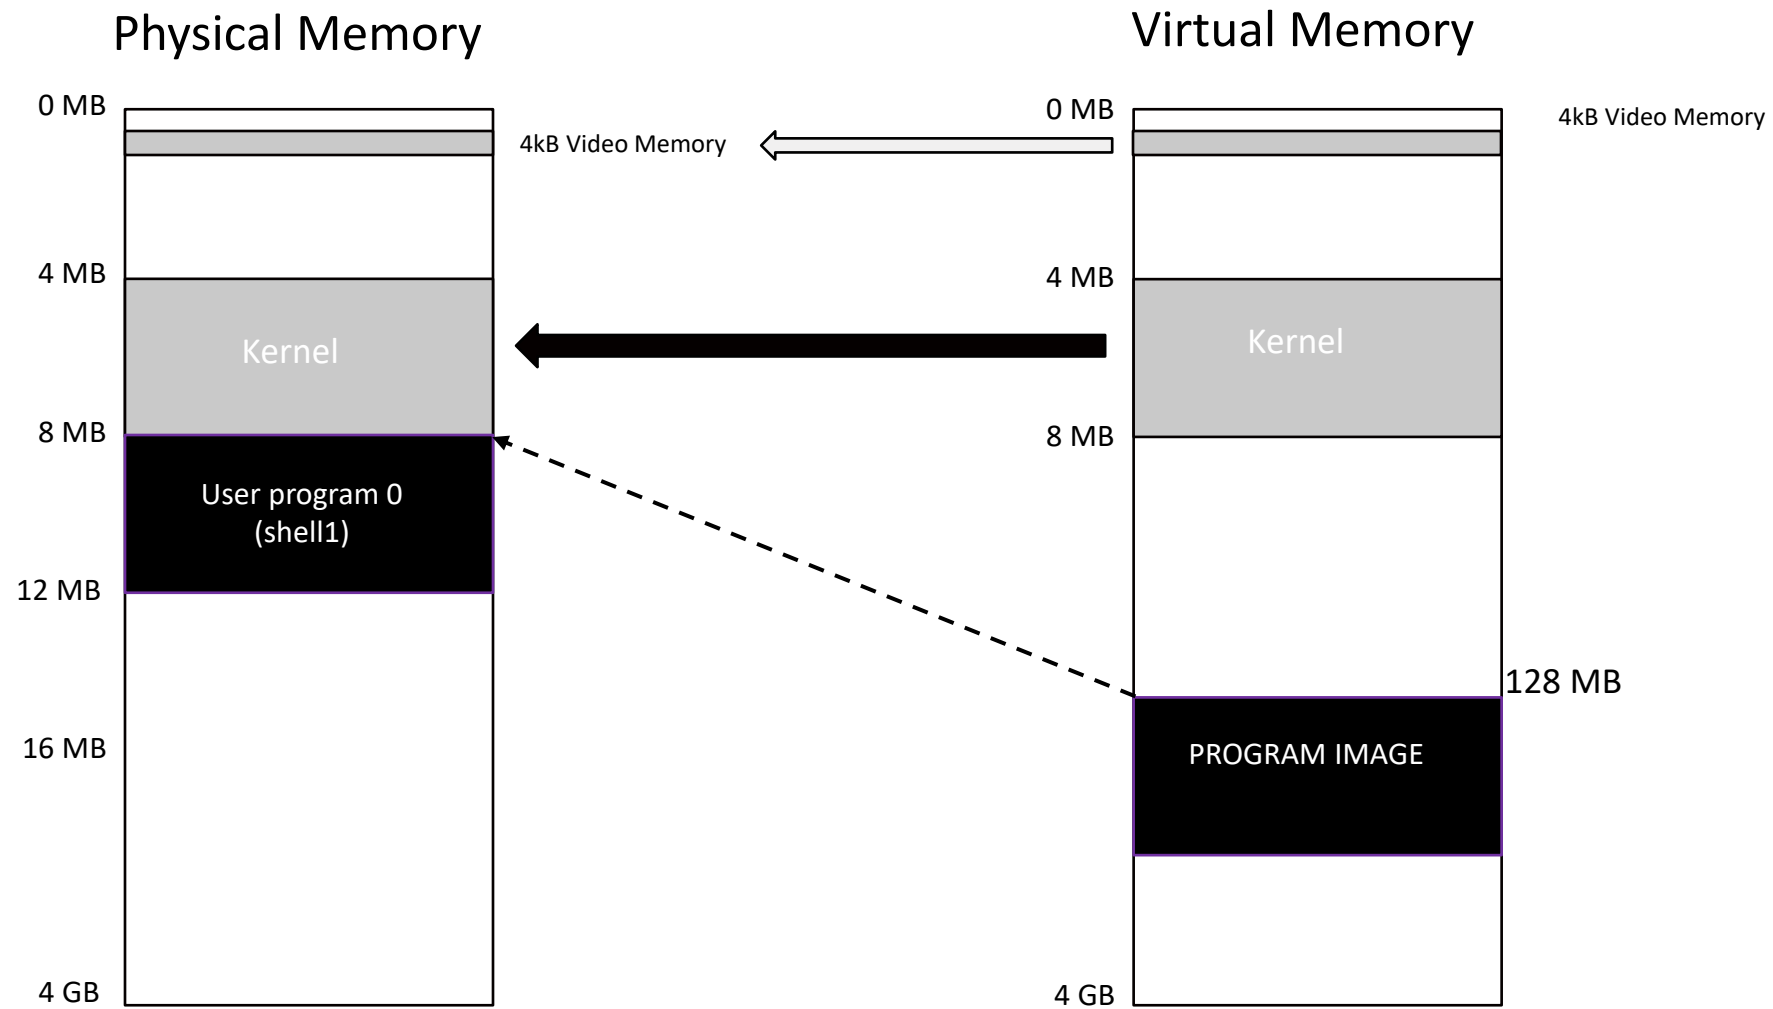 Physical Memory
Virtual Memory
0 MB
4kB Video Memory
0 MB
4kB Video Memory
4 MB
4 MB
Kernel
Kernel
8 MB
8 MB
User program 0
(shell1)
12 MB
128 MB
16 MB
PROGRAM IMAGE
4 GB
4 GB